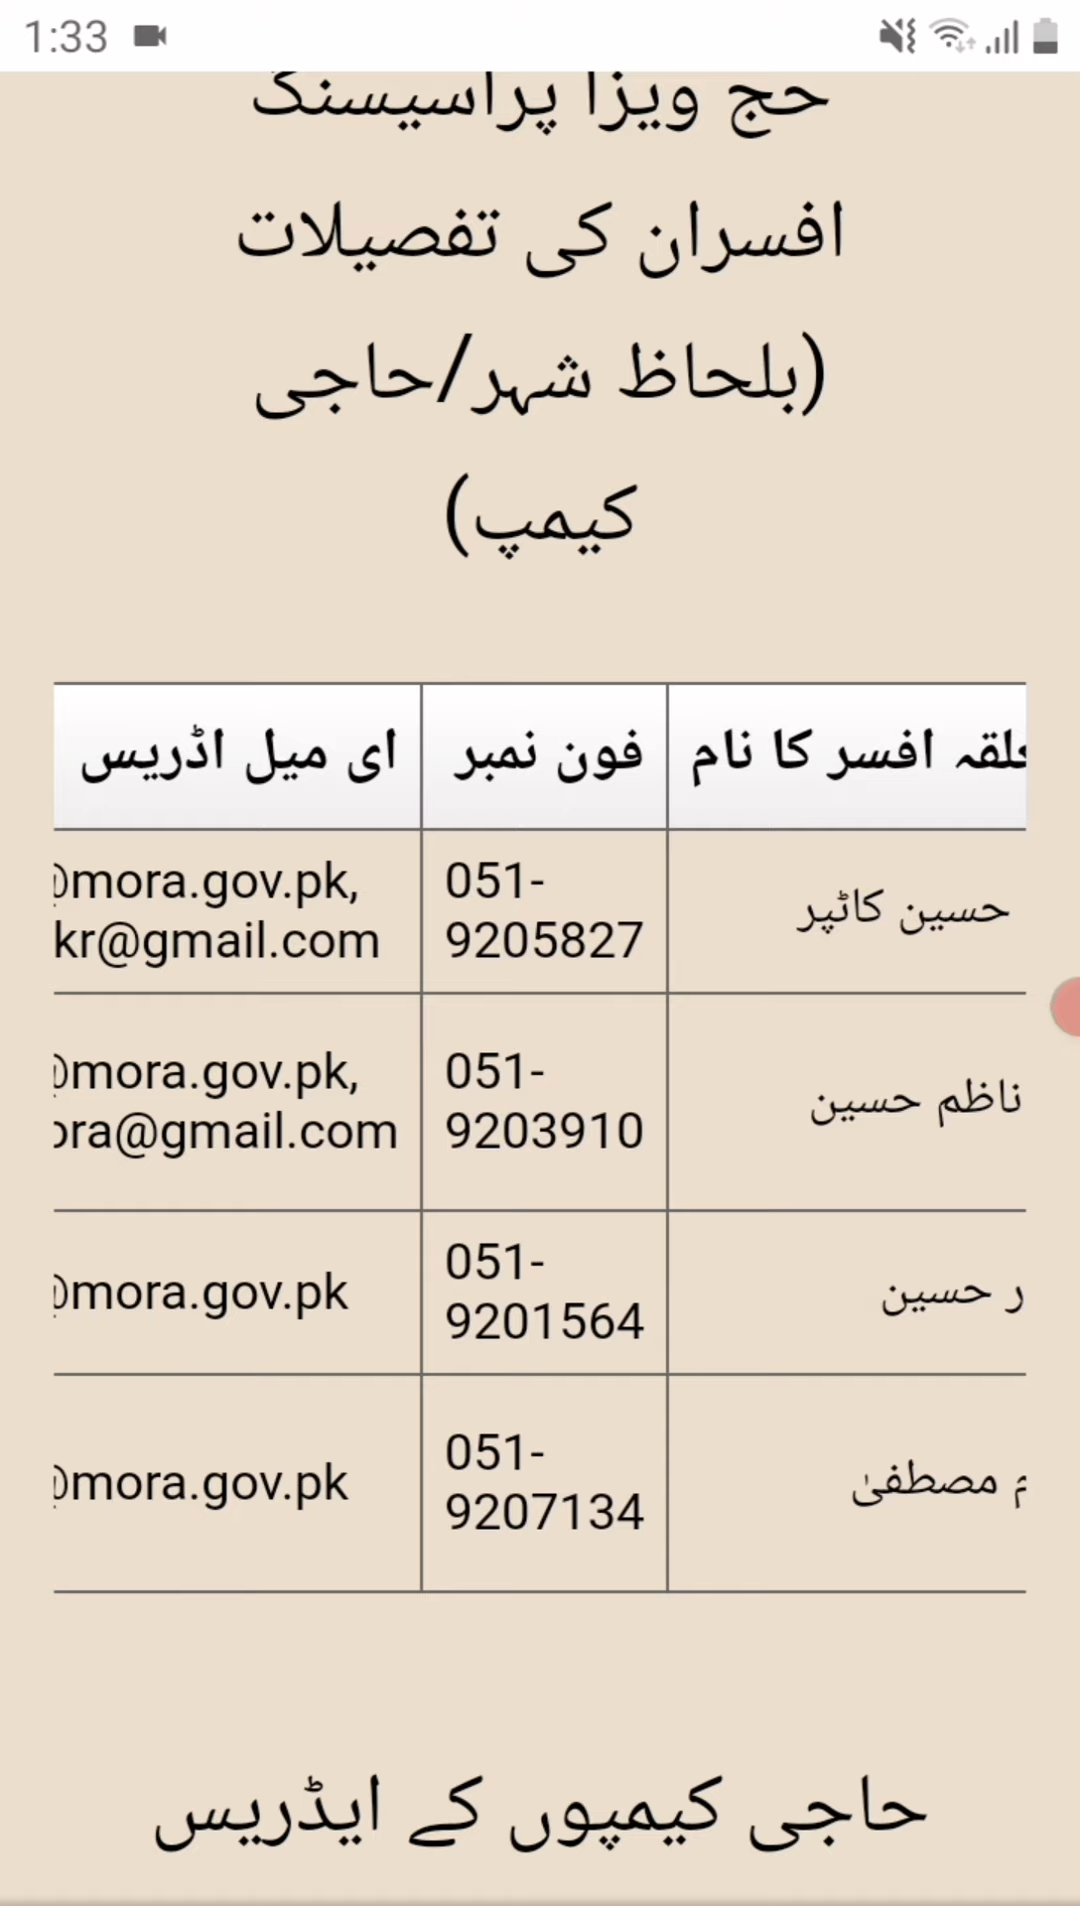 1:33
حج ویزا پراسیسنگ
افسران کی تفصیلات
(بلحاظ شہر/حاجی
کیمپ)
افسر کا نام فون نمبر ای میل اڈریس
حسین کاٹپر 051-9205827 @mora.gov.pk,
kr@gmail.com
ناظم حسین 051-9203910 @mora.gov.pk,
ora@gmail.com
ر حسین 051-9201564 @mora.gov.pk
م مصطفیٰ 051-9207134 @mora.gov.pk
حاجی کیمپوں کے ایڈریس